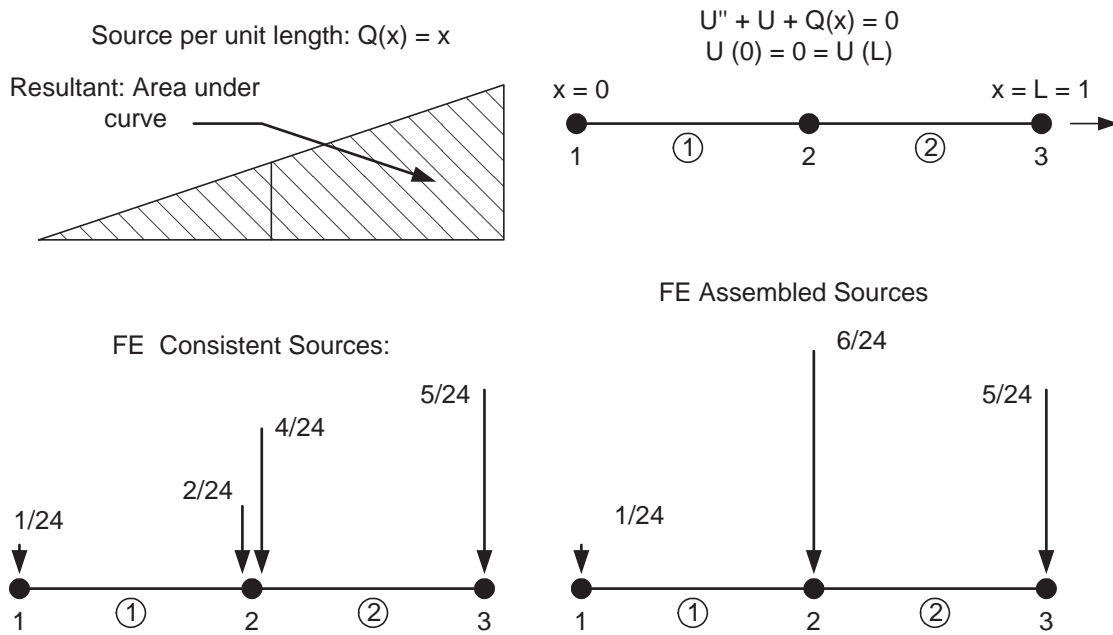 Source per unit length: Q(x) = x
Resultant: Area under
curve
U" + U + Q(x) = 0
U (0) = 0 = U (L)
x = 0
x = L = 1
1
①
2
②
3
FE Consistent Sources:
1/24
2/24
4/24
5/24
1
①
2
②
3
FE Assembled Sources
1/24
6/24
5/24
1
①
2
②
3